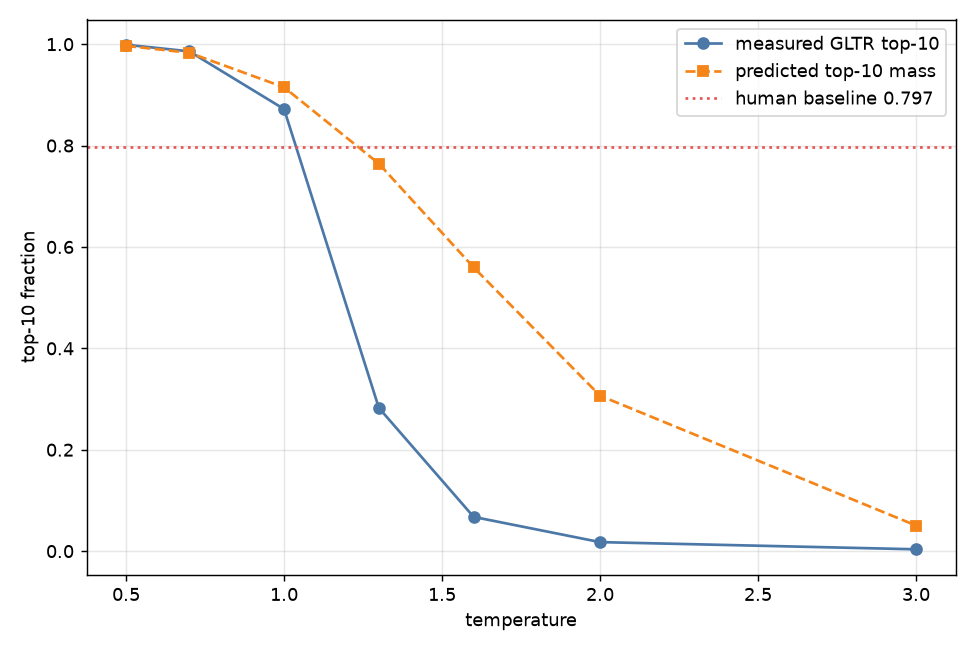 measured GLTR top-10
predicted top-10 mass
human baseline 0.797
1.0
0.8
0.6
0.4
0.2
0.0
top-10 fraction
0.5 1.0 1.5 2.0 2.5 3.0
temperature